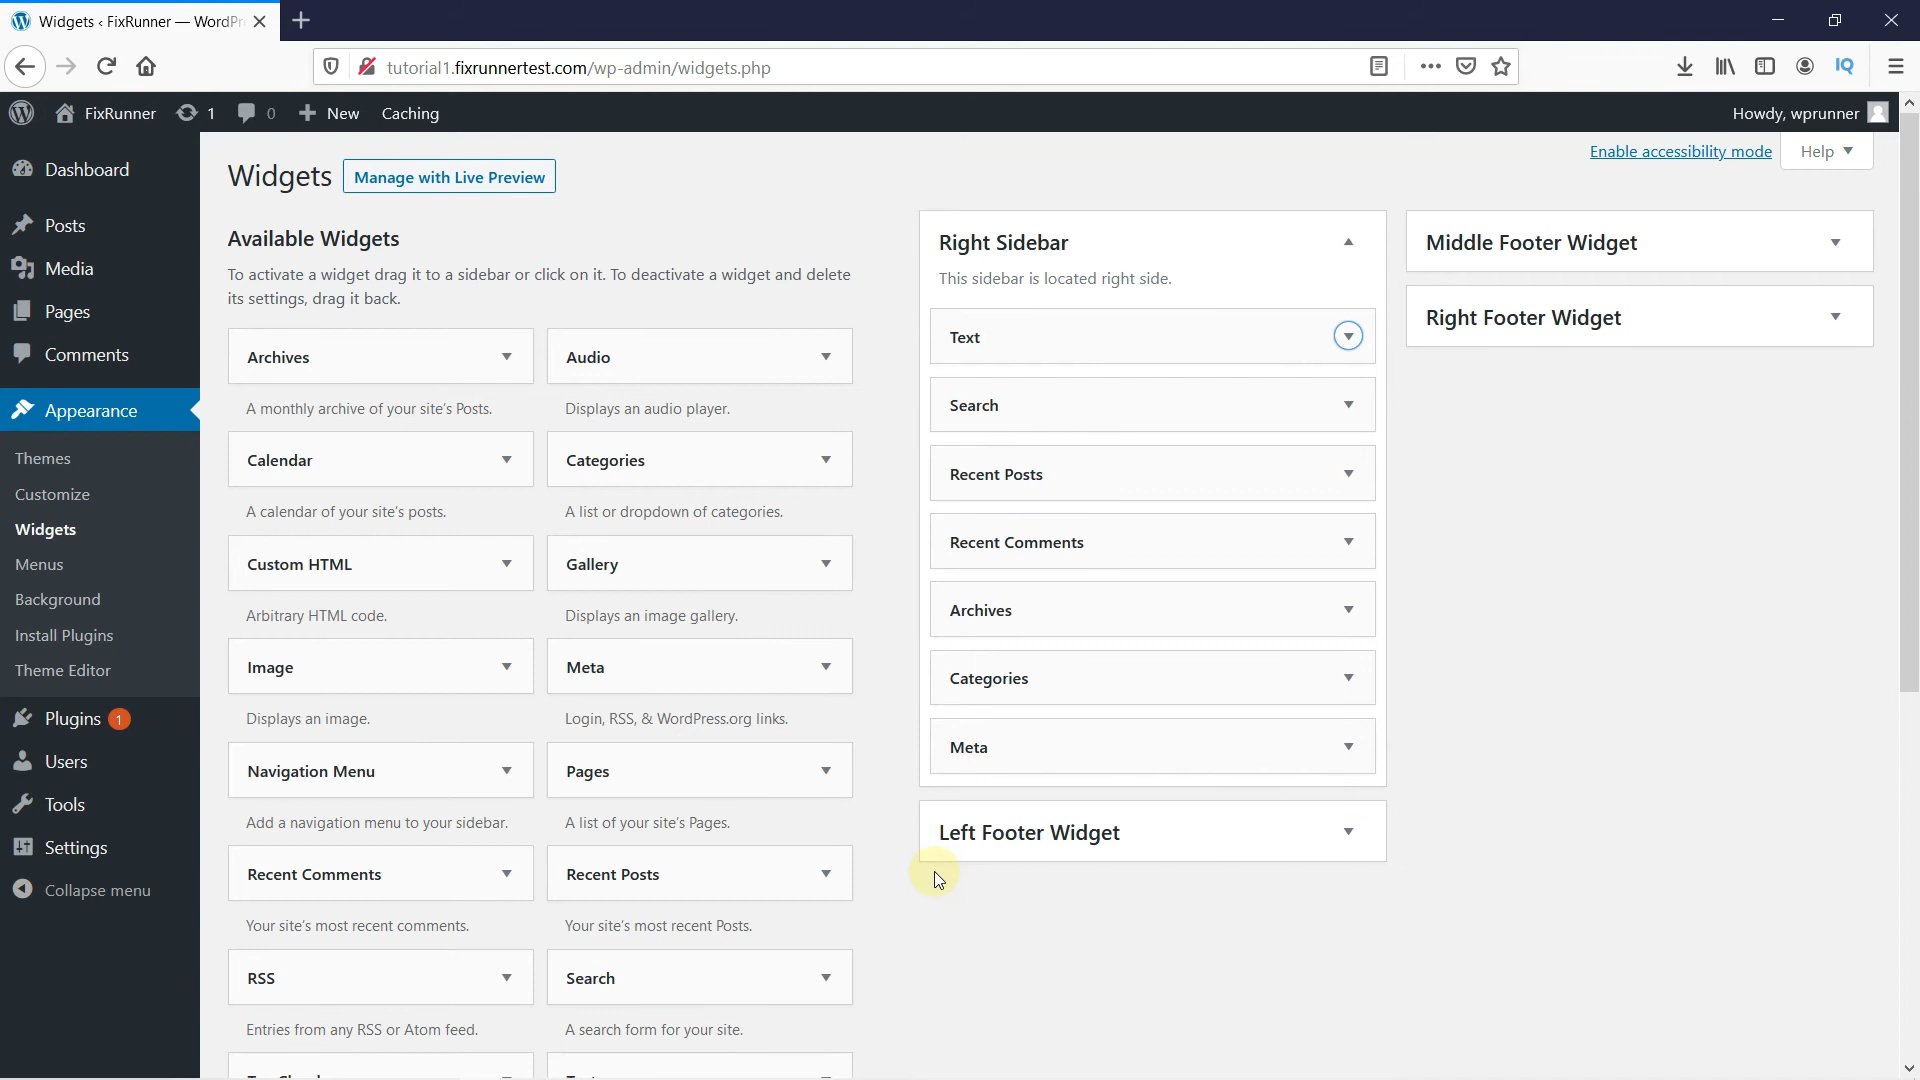 Widgets ‹ FixRunner — WordPr
tutorial1.fixrunnertest.com/wp-admin/widgets.php
IQ
FixRunner 1 0 New Caching
Howdy, wprunner
Dashboard
Posts
Media
Pages
Comments
Appearance
Themes
Customize
Widgets
Menus
Background
Install Plugins
Theme Editor
Plugins 1
Users
Tools
Settings
Collapse menu
Enable accessibility mode
Help
Widgets
Manage with Live Preview
Available Widgets
To activate a widget drag it to a sidebar or click on it. To deactivate a widget and delete
its settings, drag it back.
Archives
A monthly archive of your site's Posts.
Audio
Displays an audio player.
Calendar
A calendar of your site's posts.
Categories
A list or dropdown of categories.
Custom HTML
Arbitrary HTML code.
Gallery
Displays an image gallery.
Image
Displays an image.
Meta
Login, RSS, & WordPress.org links.
Navigation Menu
Add a navigation menu to your sidebar.
Pages
A list of your site's Pages.
Recent Comments
Your site's most recent comments.
Recent Posts
Your site's most recent Posts.
RSS
Entries from any RSS or Atom feed.
Search
A search form for your site.
Right Sidebar
This sidebar is located right side.
Text
Search
Recent Posts
Recent Comments
Archives
Categories
Meta
Left Footer Widget
Middle Footer Widget
Right Footer Widget